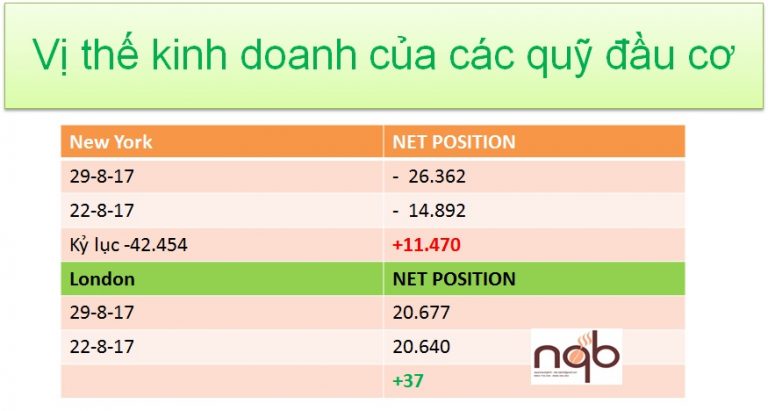 Vị thế kinh doanh của các quỹ đầu cơ
New York NET POSITION
29-8-17 - 26.362
22-8-17 - 14.892
Kỷ lục -42.454 +11.470
London NET POSITION
29-8-17 20.677
22-8-17 20.640
+37
nqb